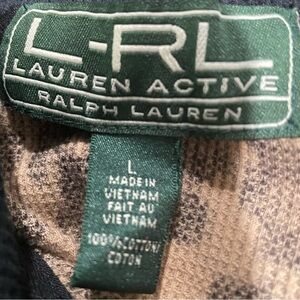 L-RL
LAUREN ACTIVE
RALPH LAUREN
L
MADE IN
VIETNAM
FAIT AU
VIETNAM
100% COTTON/
COTON